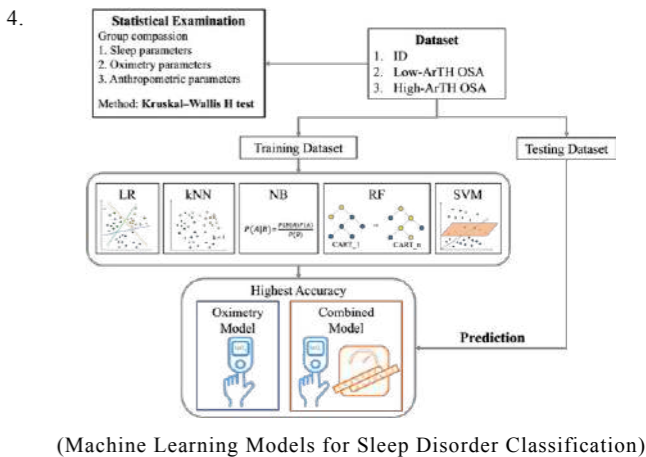 4.
Statistical Examination
Group compassion
1. Sleep parameters
2. Oximetry parameters
3. Anthropometric parameters
Method: Kruskal–Wallis H test
Dataset
1. ID
2. Low-ArTH OSA
3. High-ArTH OSA
Training Dataset
Testing Dataset
LR
kNN
NB
P(A|B)=P(B|A)P(A)/P(B)
RF
CART_1
CART_n
SVM
Highest Accuracy
Oximetry
Model
Combined
Model
Prediction
(Machine Learning Models for Sleep Disorder Classification)